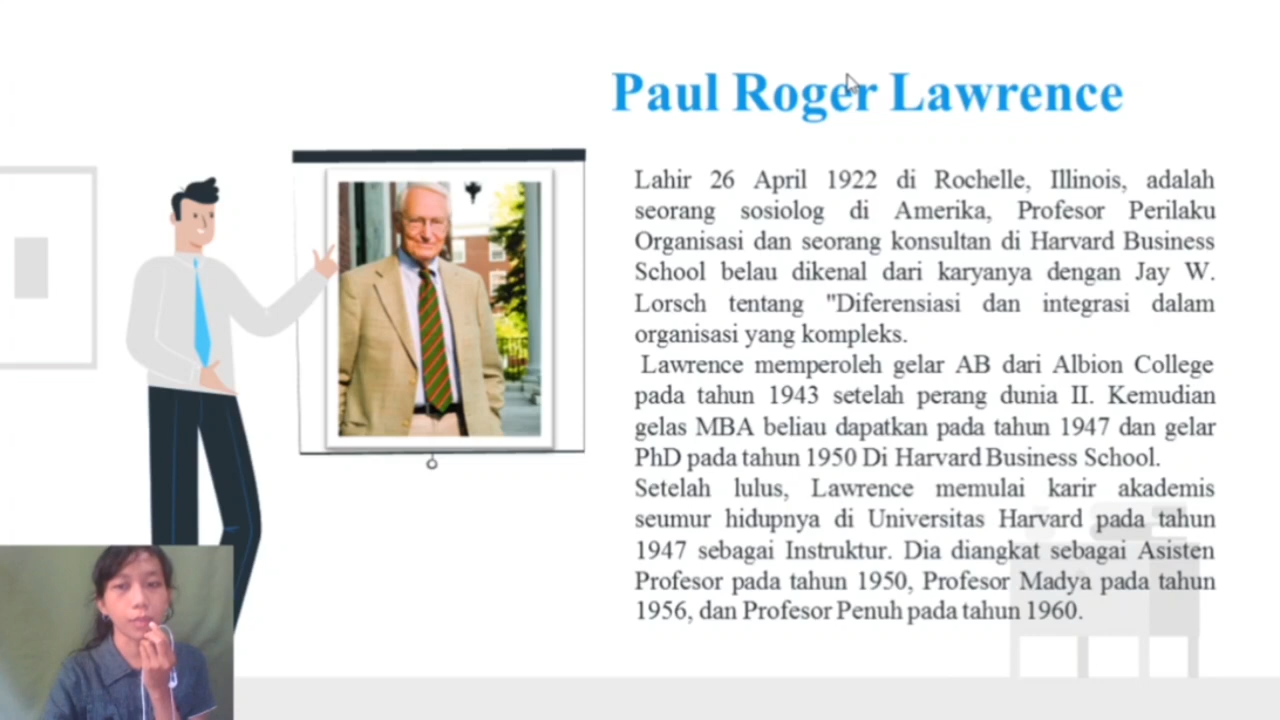 Paul Roger Lawrence
Lahir 26 April 1922 di Rochelle, Illinois, adalah
seorang sosiolog di Amerika, Profesor Perilaku
Organisasi dan seorang konsultan di Harvard Business
School belau dikenal dari karyanya dengan Jay W.
Lorsch tentang "Diferensiasi dan integrasi dalam
organisasi yang kompleks.
Lawrence memperoleh gelar AB dari Albion College
pada tahun 1943 setelah perang dunia II. Kemudian
gelas MBA beliau dapatkan pada tahun 1947 dan gelar
PhD pada tahun 1950 Di Harvard Business School.
Setelah lulus, Lawrence memulai karir akademis
seumur hidupnya di Universitas Harvard pada tahun
1947 sebagai Instruktur. Dia diangkat sebagai Asisten
Profesor pada tahun 1950, Profesor Madya pada tahun
1956, dan Profesor Penuh pada tahun 1960.